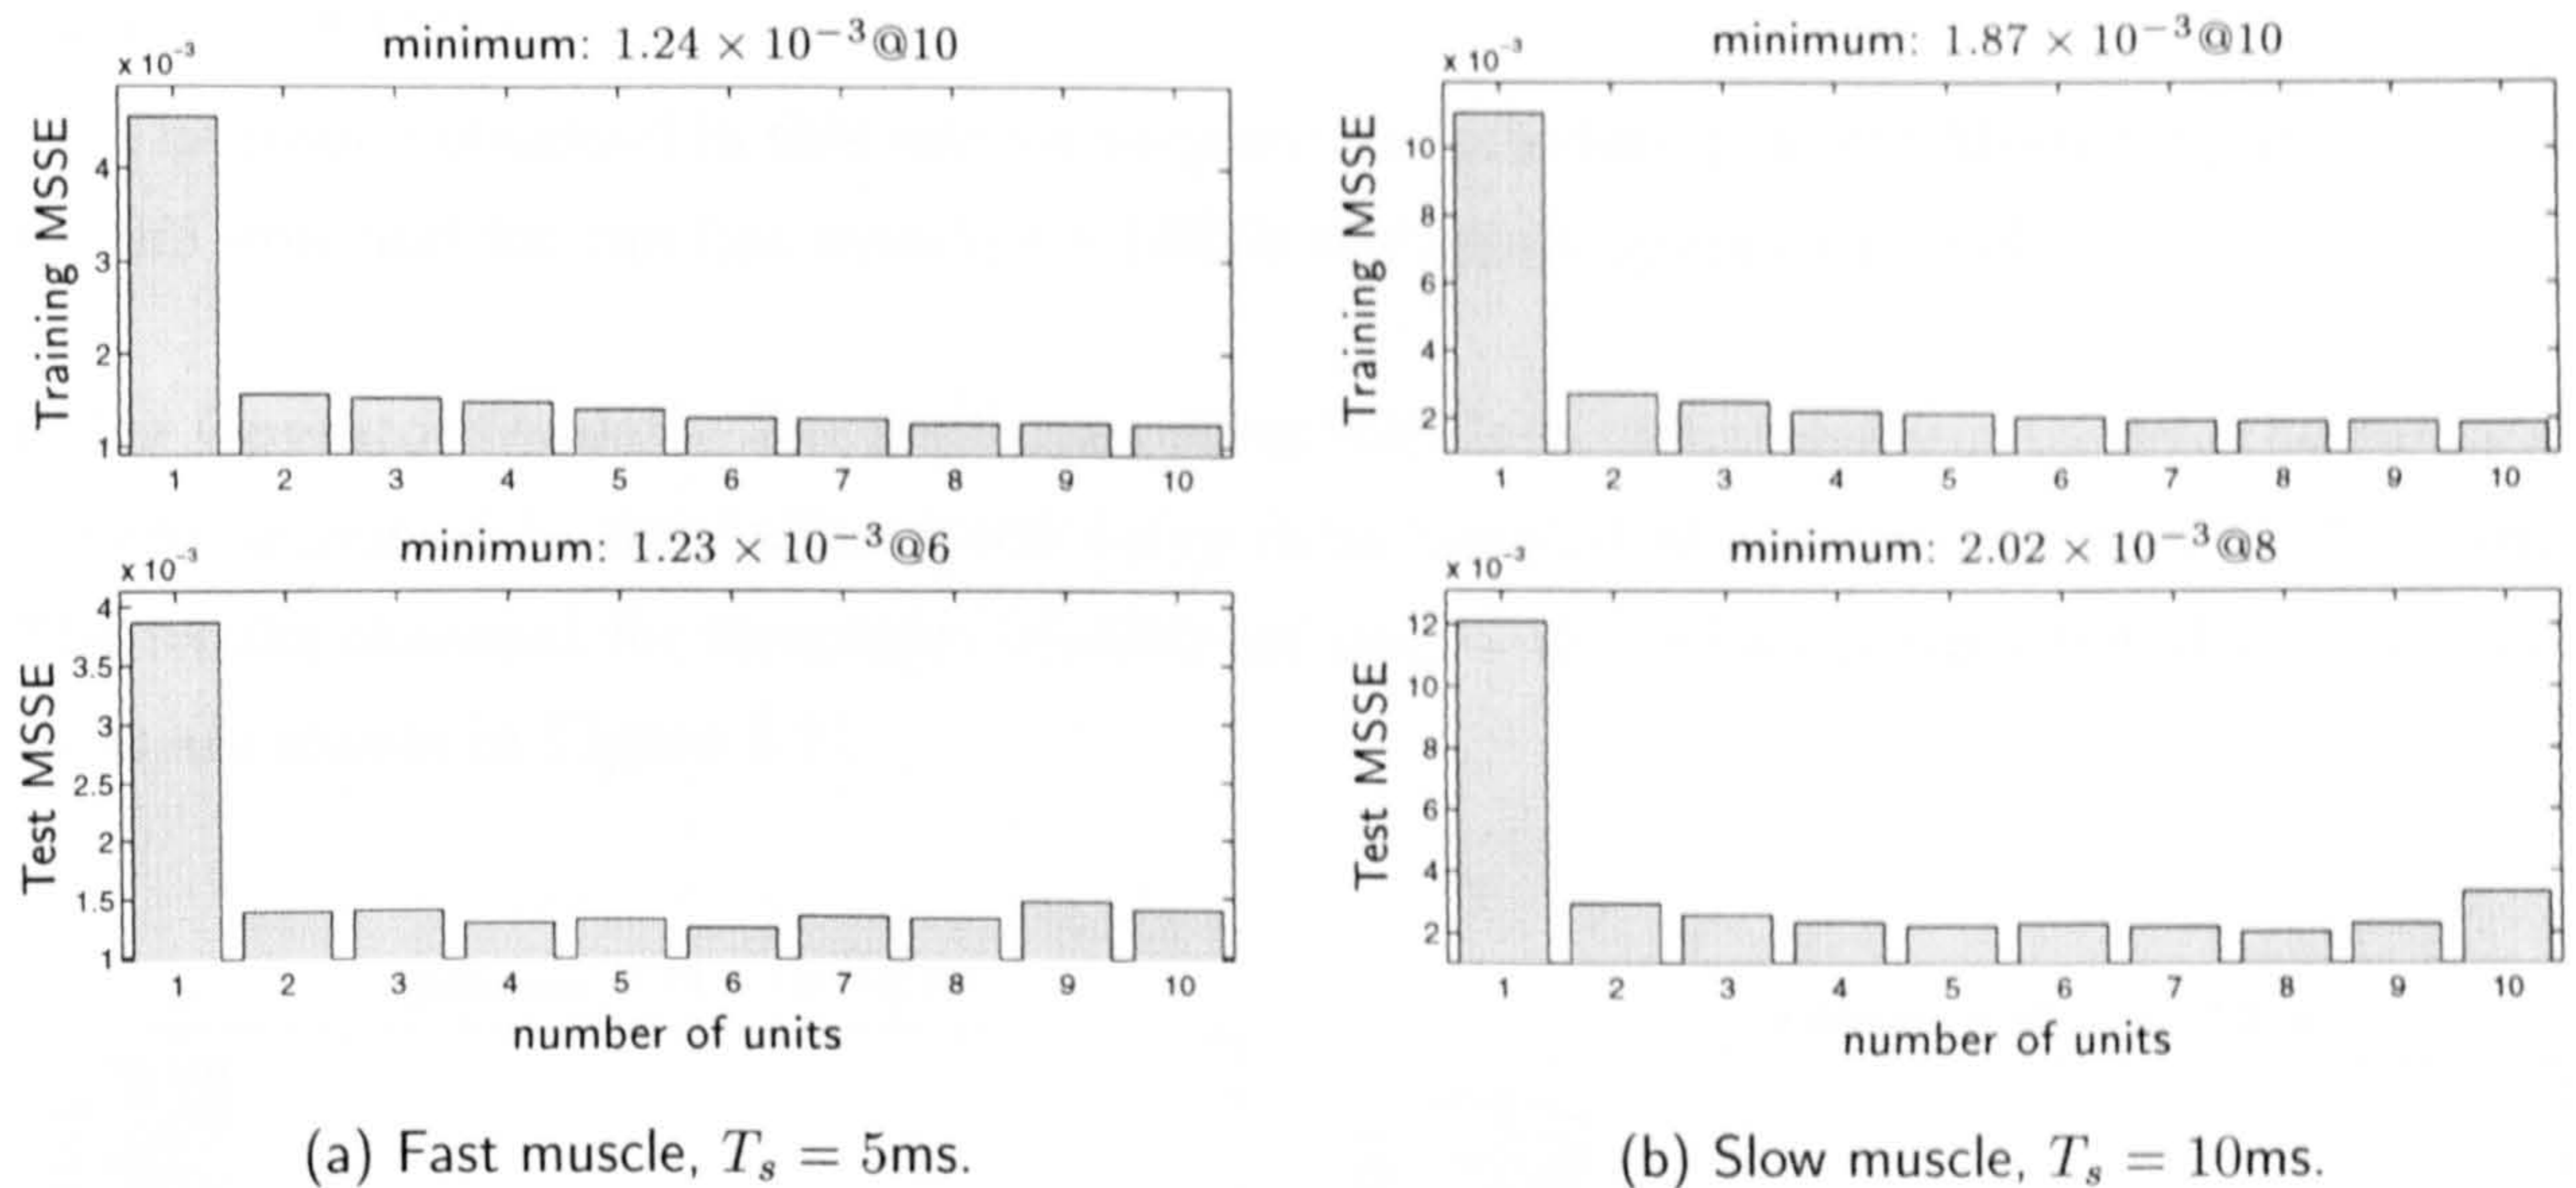 minimum: 1.24 × 10−3@10
x 10-3
Training MSSE
4
3
2
1
1 2 3 4 5 6 7 8 9 10
minimum: 1.23 × 10−3@6
x 10-3
Test MSSE
4
3.5
3
2.5
2
1.5
1
1 2 3 4 5 6 7 8 9 10
number of units
(a) Fast muscle, Ts = 5ms.
minimum: 1.87 × 10−3@10
x 10-3
Training MSSE
10
8
6
4
2
1 2 3 4 5 6 7 8 9 10
minimum: 2.02 × 10−3@8
x 10-3
Test MSSE
12
10
8
6
4
2
1 2 3 4 5 6 7 8 9 10
number of units
(b) Slow muscle, Ts = 10ms.